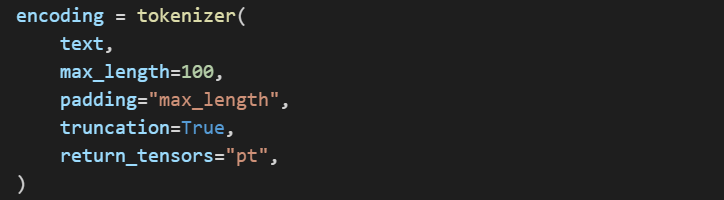 encoding = tokenizer(
    text,
    max_length=100,
    padding="max_length",
    truncation=True,
    return_tensors="pt",
)